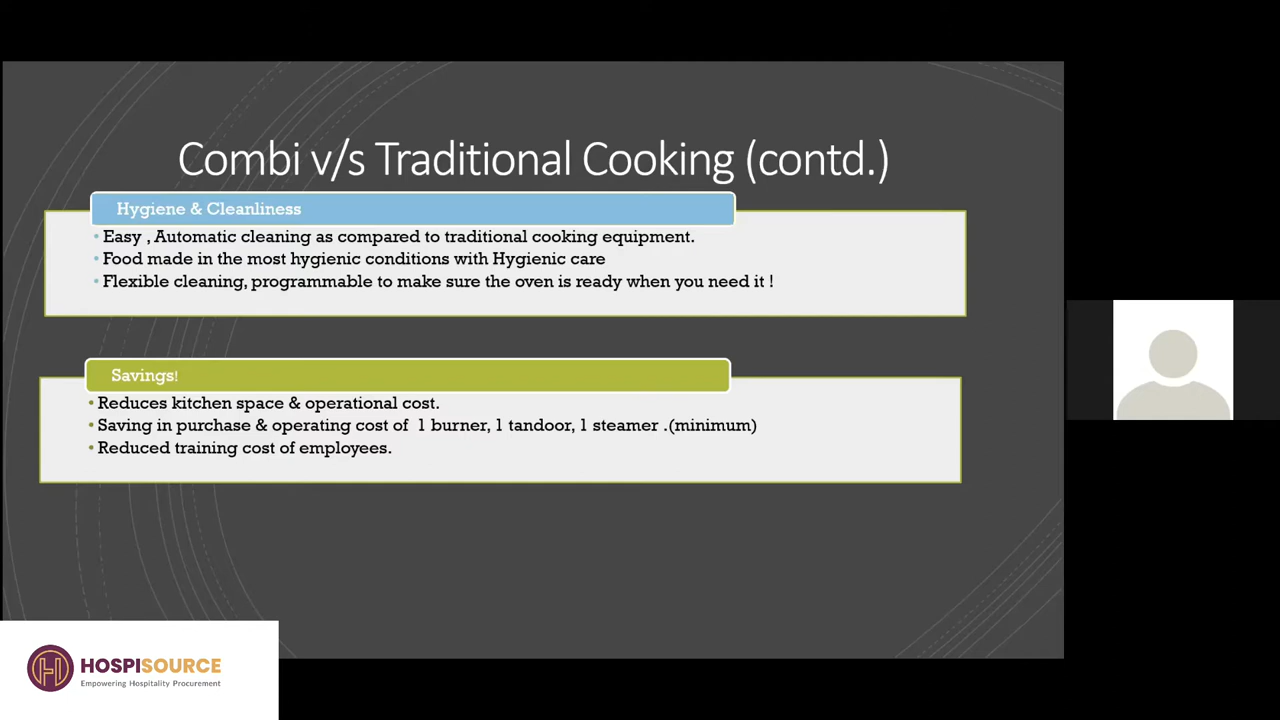 Combi v/s Traditional Cooking (contd.)
Hygiene & Cleanliness
• Easy , Automatic cleaning as compared to traditional cooking equipment.
• Food made in the most hygienic conditions with Hygienic care
• Flexible cleaning, programmable to make sure the oven is ready when you need it !
Savings!
• Reduces kitchen space & operational cost.
• Saving in purchase & operating cost of 1 burner, 1 tandoor, 1 steamer .(minimum)
• Reduced training cost of employees.
HOSPISOURCE
Empowering Hospitality Procurement